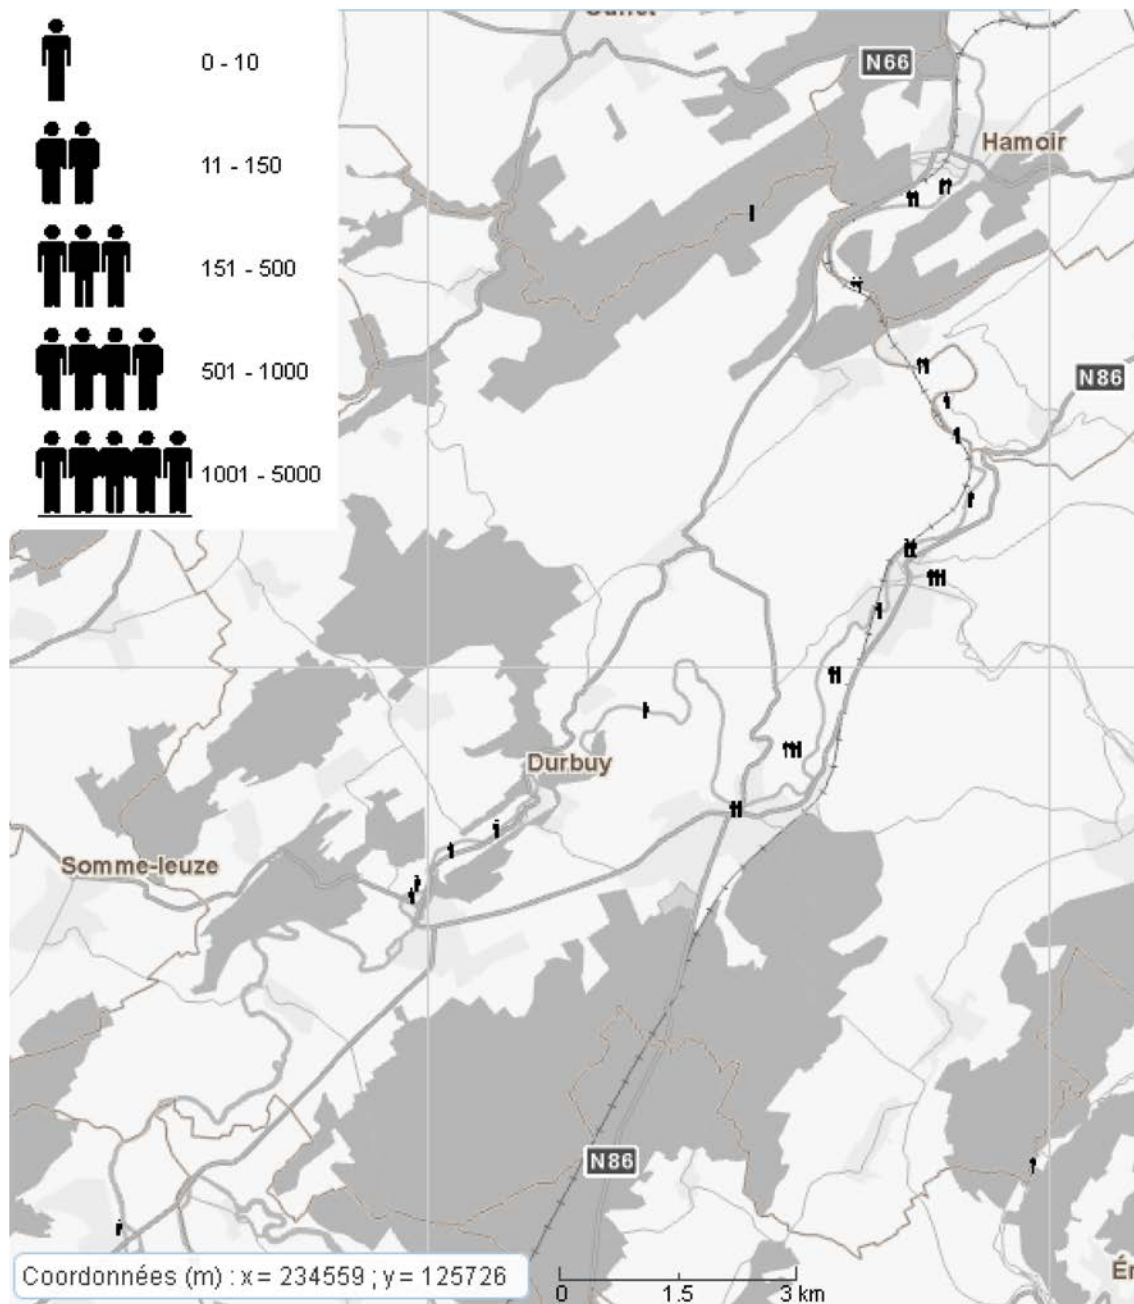 0 - 10
11 - 150
151 - 500
501 - 1000
1001 - 5000
N66
Hamoir
N86
Durbuy
Somme-leuze
N86
Coordonnées (m) : x = 234559 ; y = 125726
0 1.5 3 km